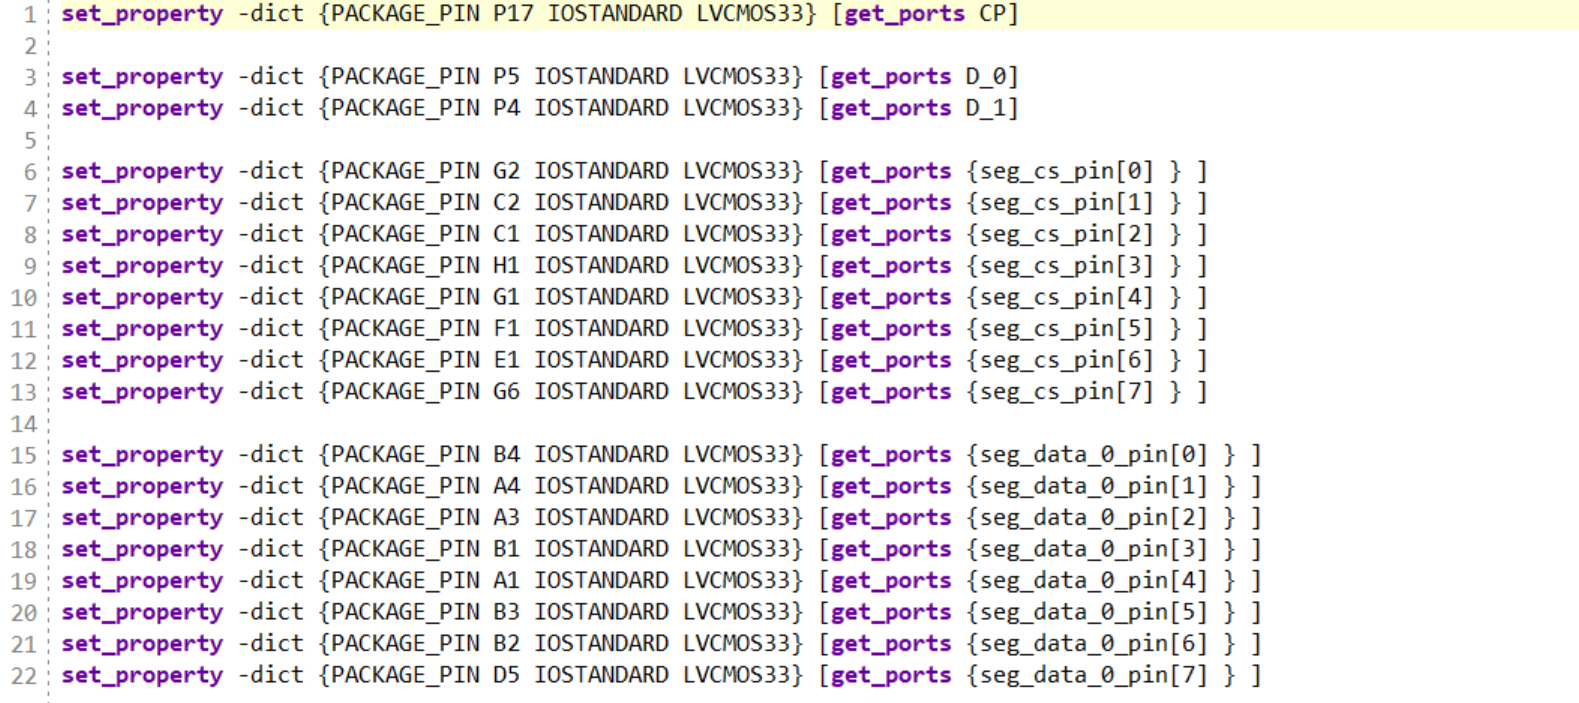 1 set_property -dict {PACKAGE_PIN P17 IOSTANDARD LVCMOS33} [get_ports CP]
2
3 set_property -dict {PACKAGE_PIN P5 IOSTANDARD LVCMOS33} [get_ports D_0]
4 set_property -dict {PACKAGE_PIN P4 IOSTANDARD LVCMOS33} [get_ports D_1]
5
6 set_property -dict {PACKAGE_PIN G2 IOSTANDARD LVCMOS33} [get_ports {seg_cs_pin[0] } ]
7 set_property -dict {PACKAGE_PIN C2 IOSTANDARD LVCMOS33} [get_ports {seg_cs_pin[1] } ]
8 set_property -dict {PACKAGE_PIN C1 IOSTANDARD LVCMOS33} [get_ports {seg_cs_pin[2] } ]
9 set_property -dict {PACKAGE_PIN H1 IOSTANDARD LVCMOS33} [get_ports {seg_cs_pin[3] } ]
10 set_property -dict {PACKAGE_PIN G1 IOSTANDARD LVCMOS33} [get_ports {seg_cs_pin[4] } ]
11 set_property -dict {PACKAGE_PIN F1 IOSTANDARD LVCMOS33} [get_ports {seg_cs_pin[5] } ]
12 set_property -dict {PACKAGE_PIN E1 IOSTANDARD LVCMOS33} [get_ports {seg_cs_pin[6] } ]
13 set_property -dict {PACKAGE_PIN G6 IOSTANDARD LVCMOS33} [get_ports {seg_cs_pin[7] } ]
14
15 set_property -dict {PACKAGE_PIN B4 IOSTANDARD LVCMOS33} [get_ports {seg_data_0_pin[0] } ]
16 set_property -dict {PACKAGE_PIN A4 IOSTANDARD LVCMOS33} [get_ports {seg_data_0_pin[1] } ]
17 set_property -dict {PACKAGE_PIN A3 IOSTANDARD LVCMOS33} [get_ports {seg_data_0_pin[2] } ]
18 set_property -dict {PACKAGE_PIN B1 IOSTANDARD LVCMOS33} [get_ports {seg_data_0_pin[3] } ]
19 set_property -dict {PACKAGE_PIN A1 IOSTANDARD LVCMOS33} [get_ports {seg_data_0_pin[4] } ]
20 set_property -dict {PACKAGE_PIN B3 IOSTANDARD LVCMOS33} [get_ports {seg_data_0_pin[5] } ]
21 set_property -dict {PACKAGE_PIN B2 IOSTANDARD LVCMOS33} [get_ports {seg_data_0_pin[6] } ]
22 set_property -dict {PACKAGE_PIN D5 IOSTANDARD LVCMOS33} [get_ports {seg_data_0_pin[7] } ]